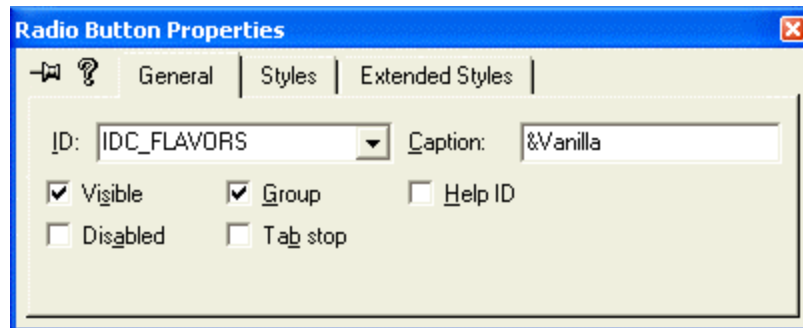 Radio Button Properties
General Styles Extended Styles
ID: IDC_FLAVORS Caption: &Vanilla
Visible Group Help ID
Disabled Tab stop